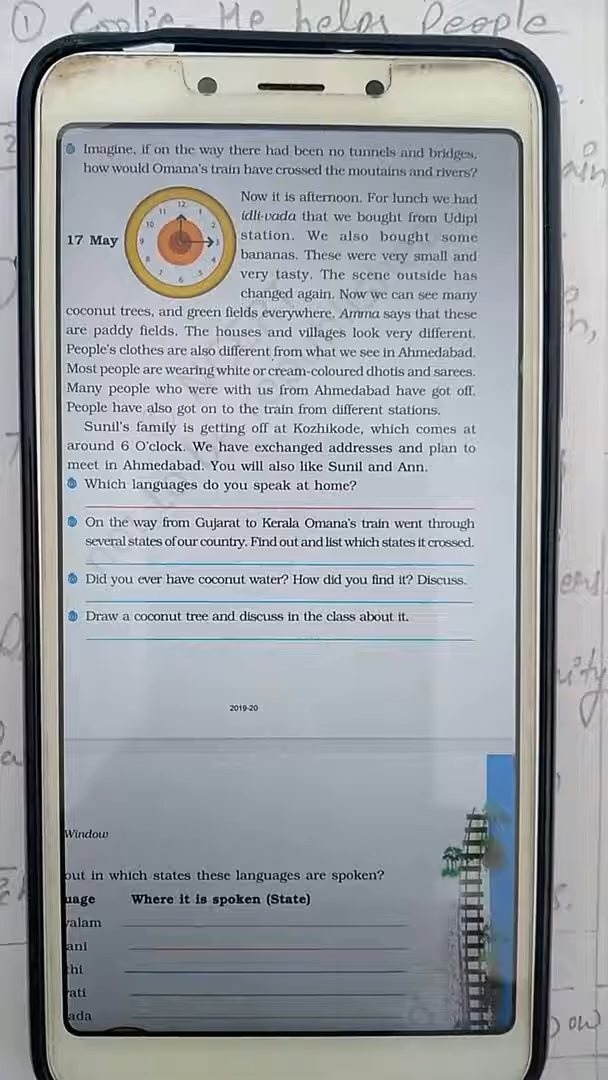 ① Coolie - He helps People
Imagine, if on the way there had been no tunnels and bridges,
how would Omana's train have crossed the moutains and rivers?
Now it is afternoon. For lunch we had
idli-vada that we bought from Udipi
17 May
station. We also bought some
bananas. These were very small and
very tasty. The scene outside has
changed again. Now we can see many
coconut trees, and green fields everywhere. Amma says that these
are paddy fields. The houses and villages look very different.
People's clothes are also different from what we see in Ahmedabad.
Most people are wearing white or cream-coloured dhotis and sarees.
Many people who were with us from Ahmedabad have got off.
People have also got on to the train from different stations.
Sunil's family is getting off at Kozhikode, which comes at
around 6 O'clock. We have exchanged addresses and plan to
meet in Ahmedabad. You will also like Sunil and Ann.
Which languages do you speak at home?
On the way from Gujarat to Kerala Omana's train went through
several states of our country. Find out and list which states it crossed.
Did you ever have coconut water? How did you find it? Discuss.
Draw a coconut tree and discuss in the class about it.
2019-20
Window
out in which states these languages are spoken?
uage Where it is spoken (State)
alam
ani
thi
ati
ada